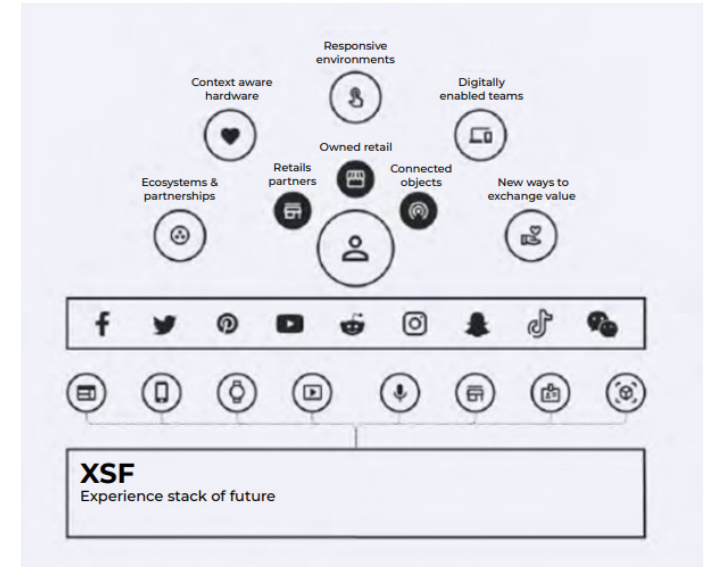 Responsive
environments
Context aware
hardware
Digitally
enabled teams
Owned retail
Retails
partners
Connected
objects
Ecosystems &
partnerships
New ways to
exchange value
XSF
Experience stack of future